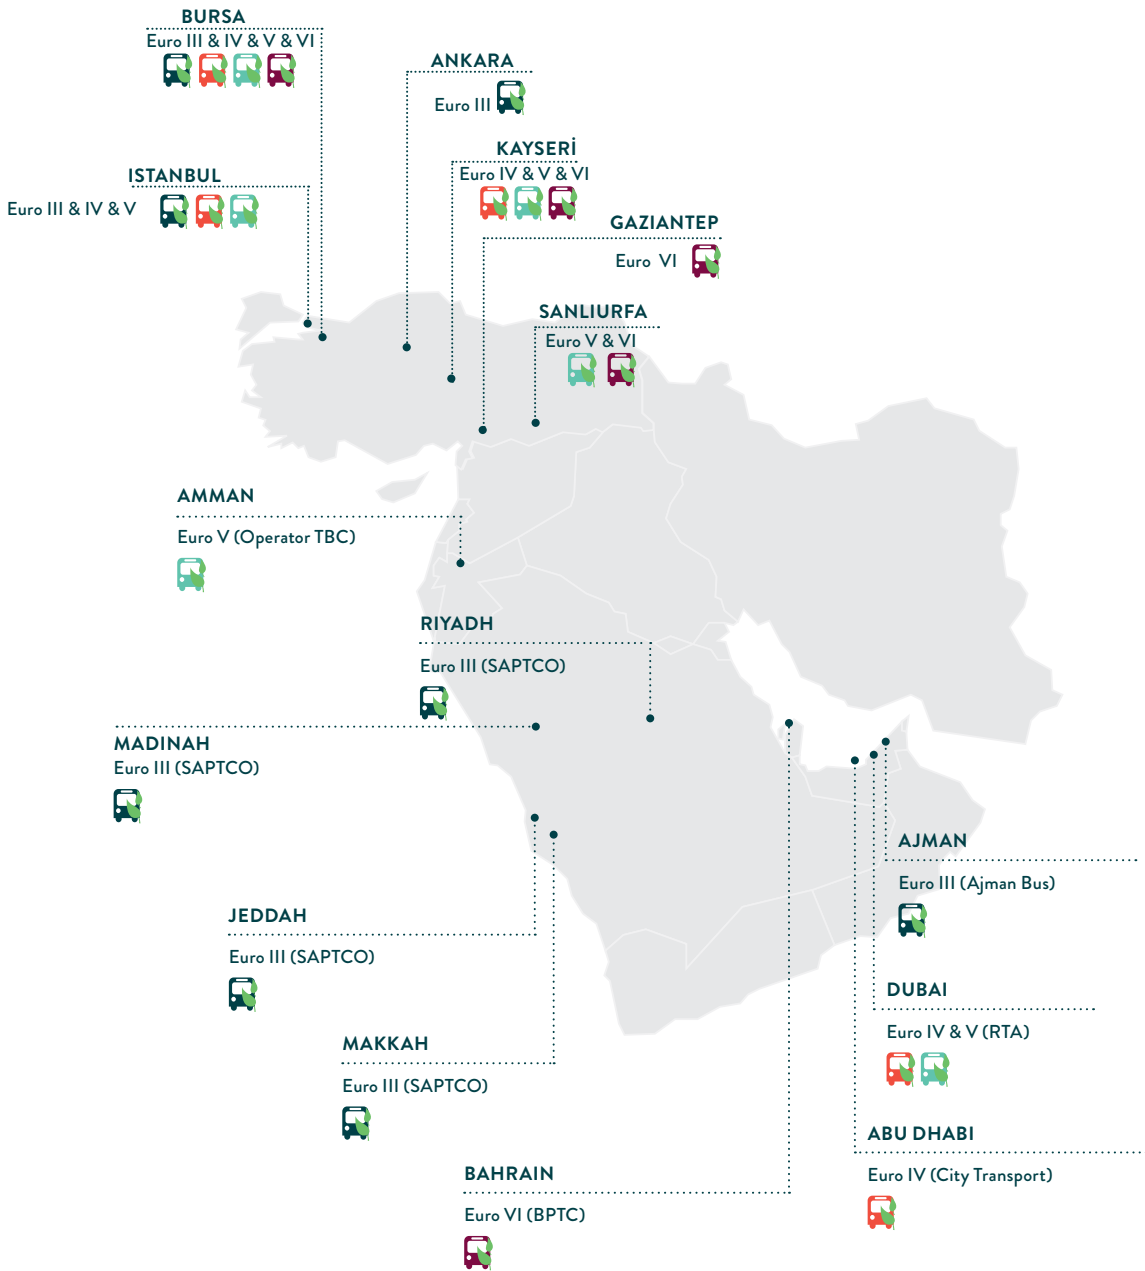 BURSA
Euro III & IV & V & VI
ANKARA
Euro III
KAYSERİ
Euro IV & V & VI
ISTANBUL
Euro III & IV & V
GAZIANTEP
Euro VI
SANLIURFA
Euro V & VI
AMMAN
Euro V (Operator TBC)
RIYADH
Euro III (SAPTCO)
MADINAH
Euro III (SAPTCO)
AJMAN
Euro III (Ajman Bus)
JEDDAH
Euro III (SAPTCO)
DUBAI
Euro IV & V (RTA)
MAKKAH
Euro III (SAPTCO)
ABU DHABI
Euro IV (City Transport)
BAHRAIN
Euro VI (BPTC)